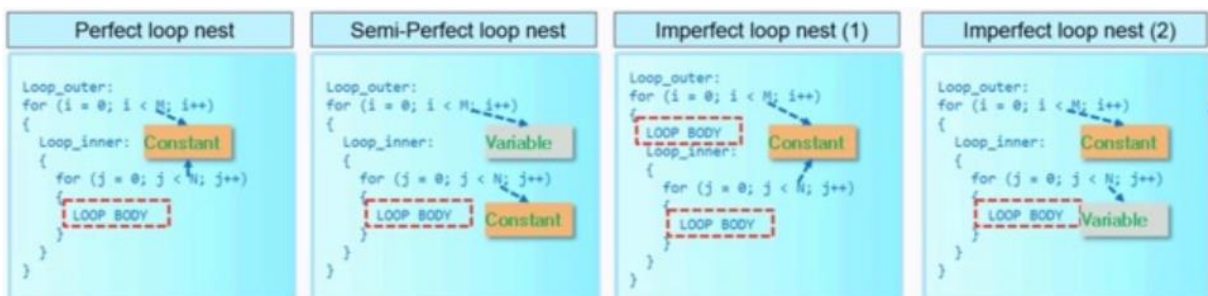 Perfect loop nest
Loop_outer:
for (i = 0; i < M; i++)
{
Loop_inner:
Constant
{
for (j = 0; j < N; j++)
{
LOOP BODY
}
}
}
Semi-Perfect loop nest
Loop_outer:
for (i = 0; i < M; i++)
{
Loop_inner:
Variable
{
for (j = 0; j < N; j++)
{
LOOP BODY
Constant
}
}
}
Imperfect loop nest (1)
Loop_outer:
for (i = 0; i < M; i++)
{
LOOP BODY
Constant
Loop_inner:
{
for (j = 0; j < N; j++)
{
LOOP BODY
}
}
}
Imperfect loop nest (2)
Loop_outer:
for (i = 0; i < M; i++)
{
Loop_inner:
Constant
{
for (j = 0; j < N; j++)
{
LOOP BODY
Variable
}
}
}